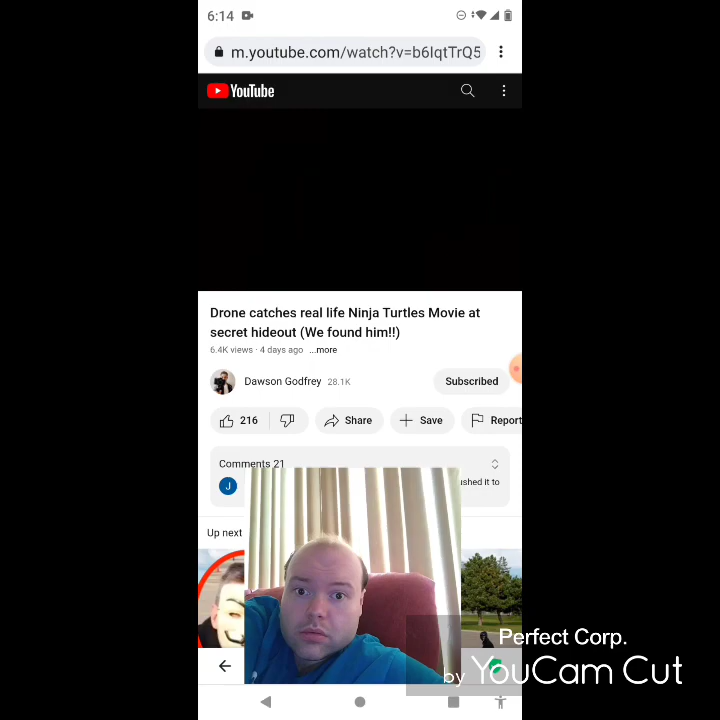 6:14
m.youtube.com/watch?v=b6IqtTrQ5
YouTube
Drone catches real life Ninja Turtles Movie at
secret hideout (We found him!!)
6.4K views · 4 days ago ...more
Dawson Godfrey 28.1K Subscribed
216 Share Save Report
Comments 21
J ushed it to
Up next
Perfect Corp.
by YouCam Cut